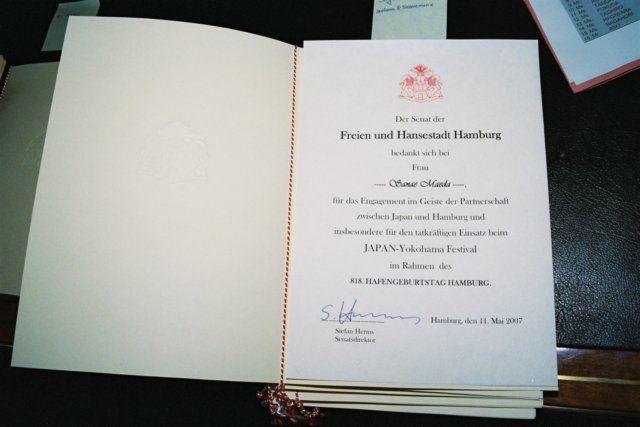 Der Senat der
Freien und Hansestadt Hamburg
bedankt sich bei
Frau
----- Sanae Maeda -----,
für das Engagement im Geiste der Partnerschaft
zwischen Japan und Hamburg und
insbesondere für den tatkräftigen Einsatz beim
JAPAN-Yokohama Festival
im Rahmen des
818. HAFENGEBURTSTAG HAMBURG.
Hamburg, den 11. Mai 2007
Stefan Herms
Senatsdirektor